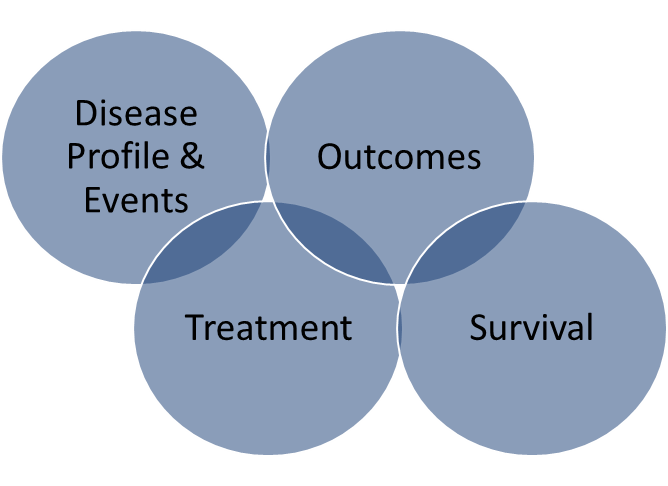 Disease
Profile &
Events
Outcomes
Treatment
Survival